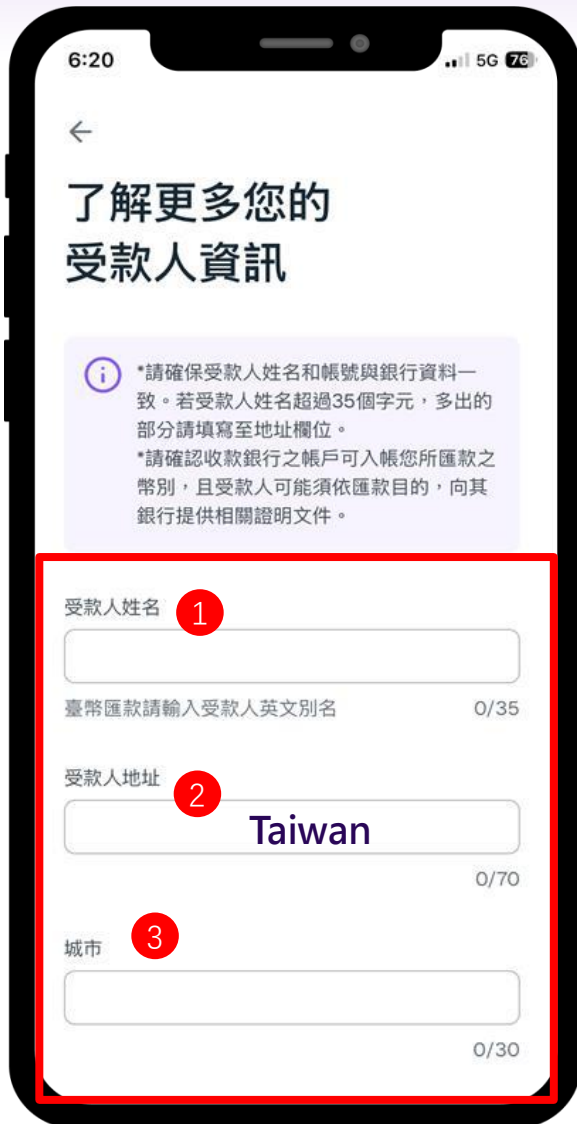 6:20
5G 76
了解更多您的
受款人資訊
*請確保受款人姓名和帳號與銀行資料一
致。若受款人姓名超過35個字元，多出的
部分請填寫至地址欄位。
*請確認收款銀行之帳戶可入帳您所匯款之
幣別，且受款人可能須依匯款目的，向其
銀行提供相關證明文件。
受款人姓名 1
臺幣匯款請輸入受款人英文別名 0/35
受款人地址 2
Taiwan
0/70
城市 3
0/30